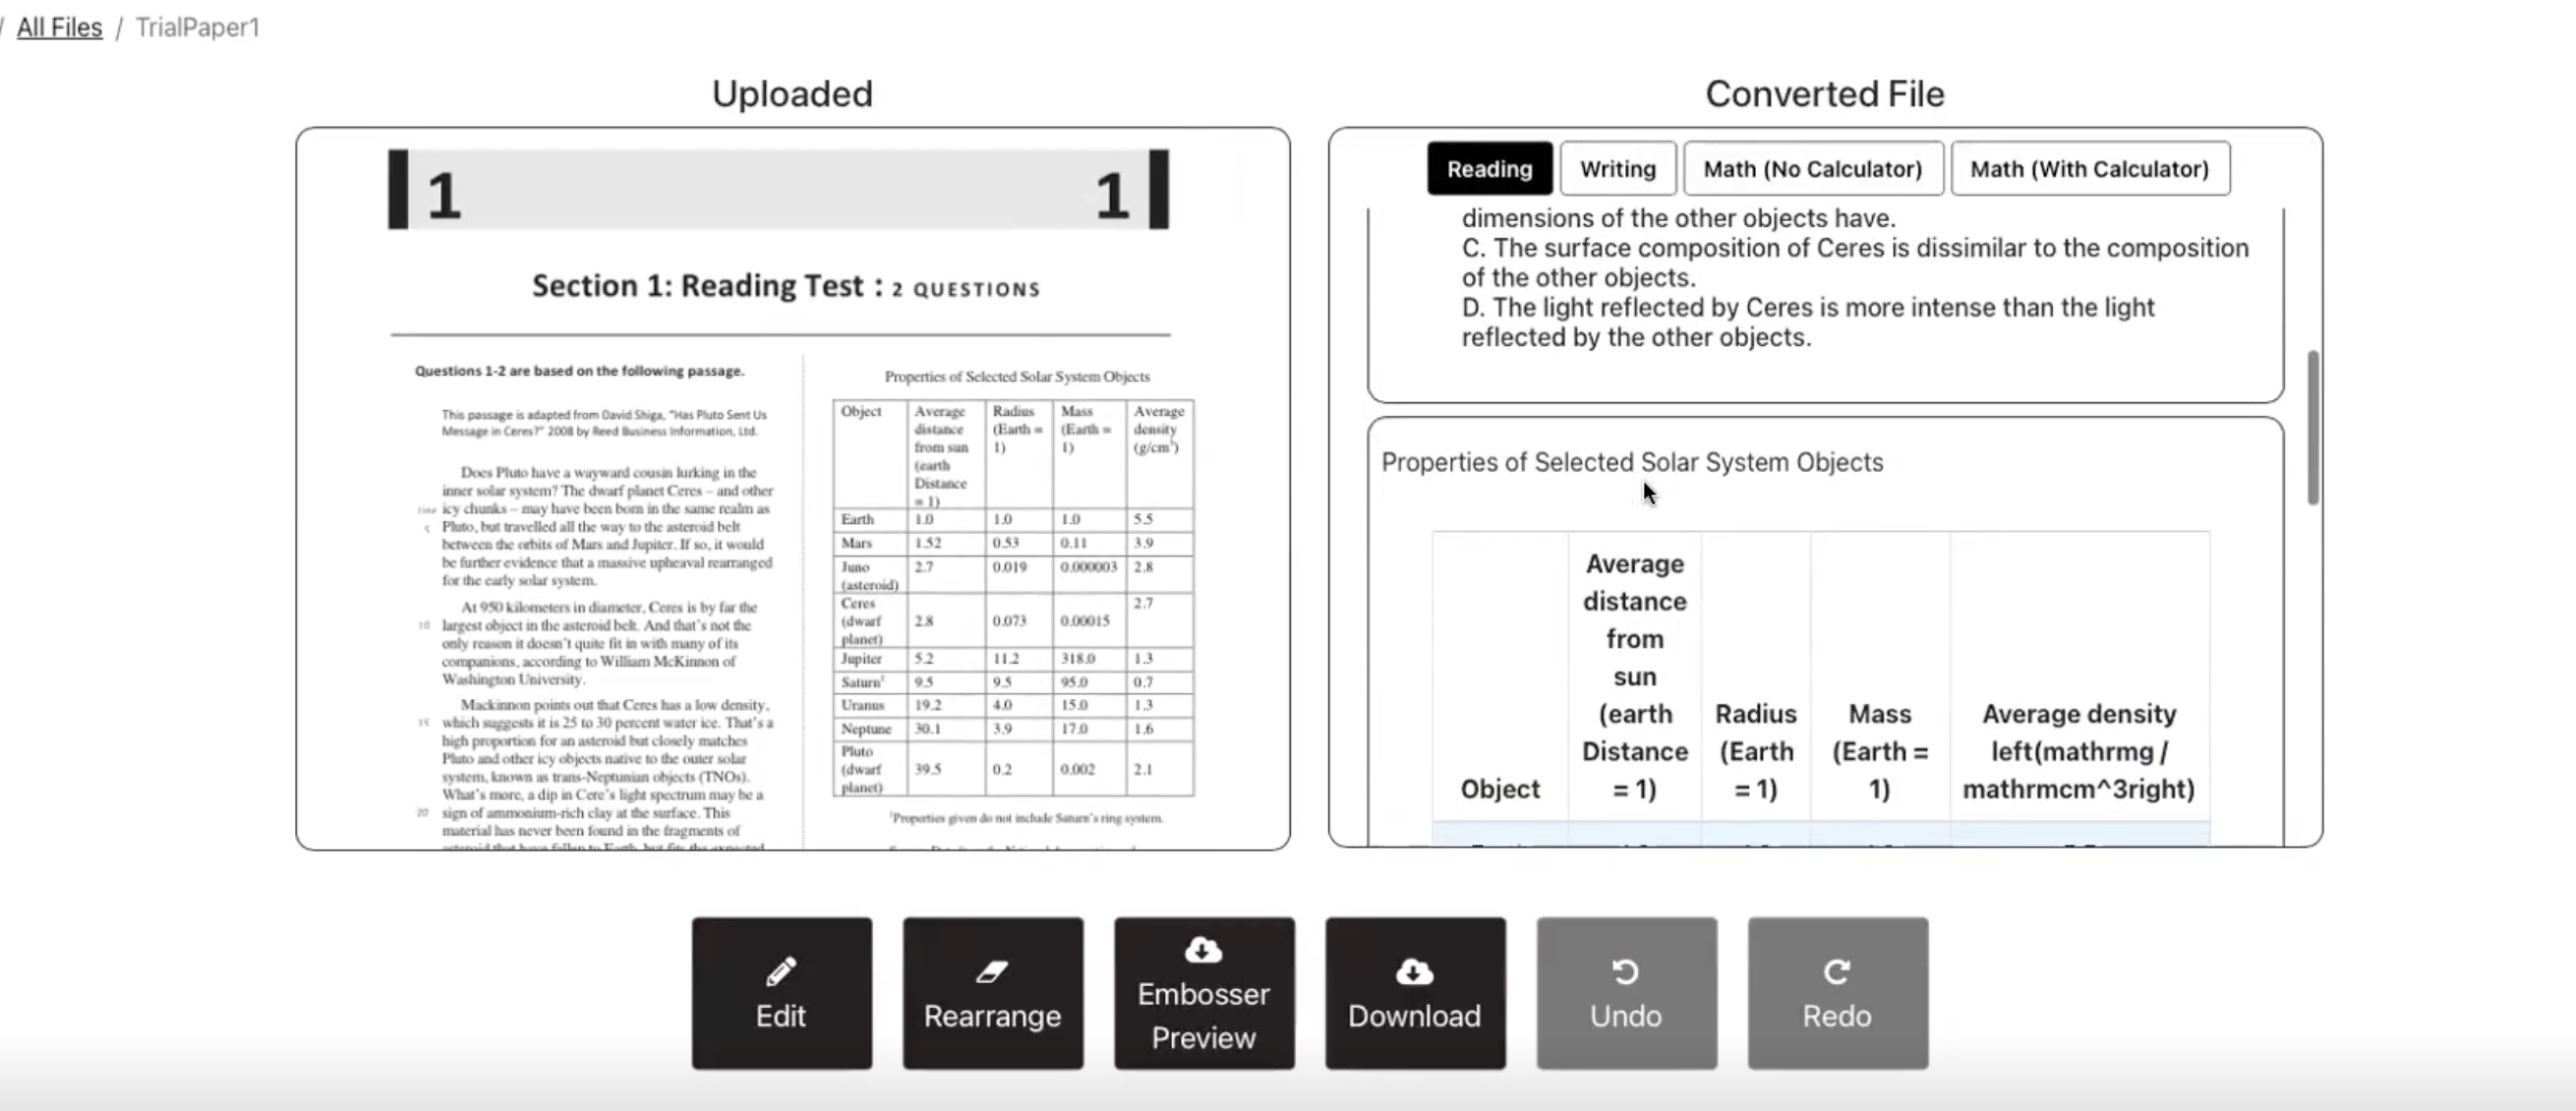 / All Files / TrialPaper1
Uploaded
1 1
Section 1: Reading Test : 2 QUESTIONS
Questions 1-2 are based on the following passage.
This passage is adapted from David Shiga, "Has Pluto Sent Us
Message in Ceres?" 2008 by Reed Business Information, Ltd.
Does Pluto have a wayward cousin lurking in the
inner solar system? The dwarf planet Ceres – and other
Line icy chunks – may have been born in the same realm as
5 Pluto, but travelled all the way to the asteroid belt
between the orbits of Mars and Jupiter. If so, it would
be further evidence that a massive upheaval rearranged
for the early solar system.
At 950 kilometers in diameter, Ceres is by far the
10 largest object in the asteroid belt. And that's not the
only reason it doesn't quite fit in with many of its
companions, according to William McKinnon of
Washington University.
Mackinnon points out that Ceres has a low density,
15 which suggests it is 25 to 30 percent water ice. That's a
high proportion for an asteroid but closely matches
Pluto and other icy objects native to the outer solar
system, known as trans-Neptunian objects (TNOs).
What's more, a dip in Cere's light spectrum may be a
20 sign of ammonium-rich clay at the surface. This
material has never been found in the fragments of
asteroid that have fallen to Earth, but fits the expected
Properties of Selected Solar System Objects
Object Average distance from sun (earth Distance = 1) Radius (Earth = 1) Mass (Earth = 1) Average density (g/cm³)
Earth 1.0 1.0 1.0 5.5
Mars 1.52 0.53 0.11 3.9
Juno (asteroid) 2.7 0.019 0.000003 2.8
Ceres (dwarf planet) 2.8 0.073 0.00015 2.7
Jupiter 5.2 11.2 318.0 1.3
Saturn¹ 9.5 9.5 95.0 0.7
Uranus 19.2 4.0 15.0 1.3
Neptune 30.1 3.9 17.0 1.6
Pluto (dwarf planet) 39.5 0.2 0.002 2.1
¹Properties given do not include Saturn's ring system.
Converted File
Reading Writing Math (No Calculator) Math (With Calculator)
dimensions of the other objects have.
C. The surface composition of Ceres is dissimilar to the composition
of the other objects.
D. The light reflected by Ceres is more intense than the light
reflected by the other objects.
Properties of Selected Solar System Objects
Object Average distance from sun (earth Distance = 1) Radius (Earth = 1) Mass (Earth = 1) Average density left(mathrmg / mathrmcm^3right)
Edit
Rearrange
Embosser
Preview
Download
Undo
Redo